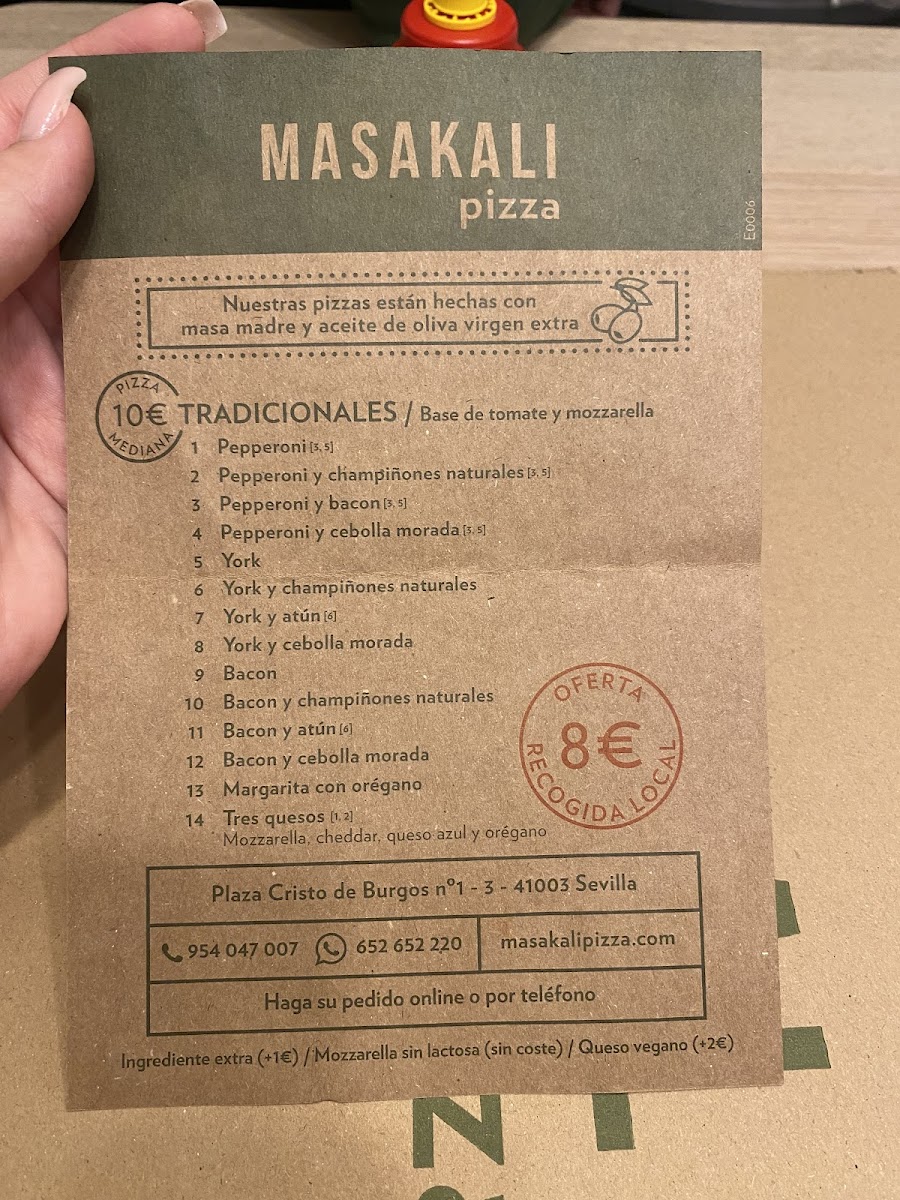 MASAKALI
pizza
E0006
Nuestras pizzas están hechas con
masa madre y aceite de oliva virgen extra
PIZZA
10€
MEDIANA
TRADICIONALES / Base de tomate y mozzarella
1 Pepperoni [3, 5]
2 Pepperoni y champiñones naturales [3, 5]
3 Pepperoni y bacon [3, 5]
4 Pepperoni y cebolla morada [3, 5]
5 York
6 York y champiñones naturales
7 York y atún [6]
8 York y cebolla morada
9 Bacon
10 Bacon y champiñones naturales
11 Bacon y atún [6]
12 Bacon y cebolla morada
13 Margarita con orégano
14 Tres quesos [1, 2]
Mozzarella, cheddar, queso azul y orégano
OFERTA
8€
RECOGIDA LOCAL
Plaza Cristo de Burgos nº1 - 3 - 41003 Sevilla
954 047 007 652 652 220
masakalipizza.com
Haga su pedido online o por teléfono
Ingrediente extra (+1€) / Mozzarella sin lactosa (sin coste) / Queso vegano (+2€)